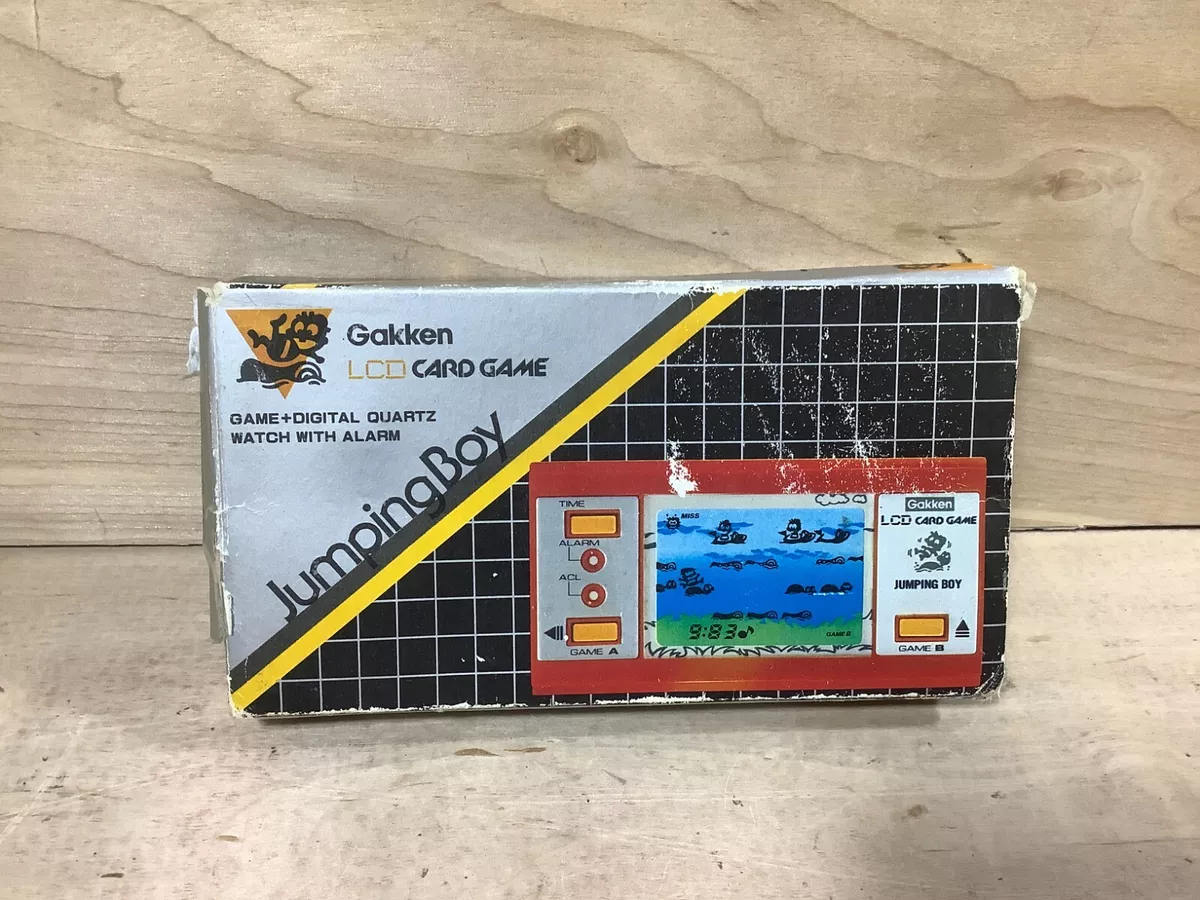 Gakken
LCD CARD GAME
GAME+DIGITAL QUARTZ
WATCH WITH ALARM
JumpingBoy
TIME
ALARM
ACL
GAME A
MISS
9:83
GAME B
Gakken
LCD CARD GAME
JUMPING BOY
GAME B